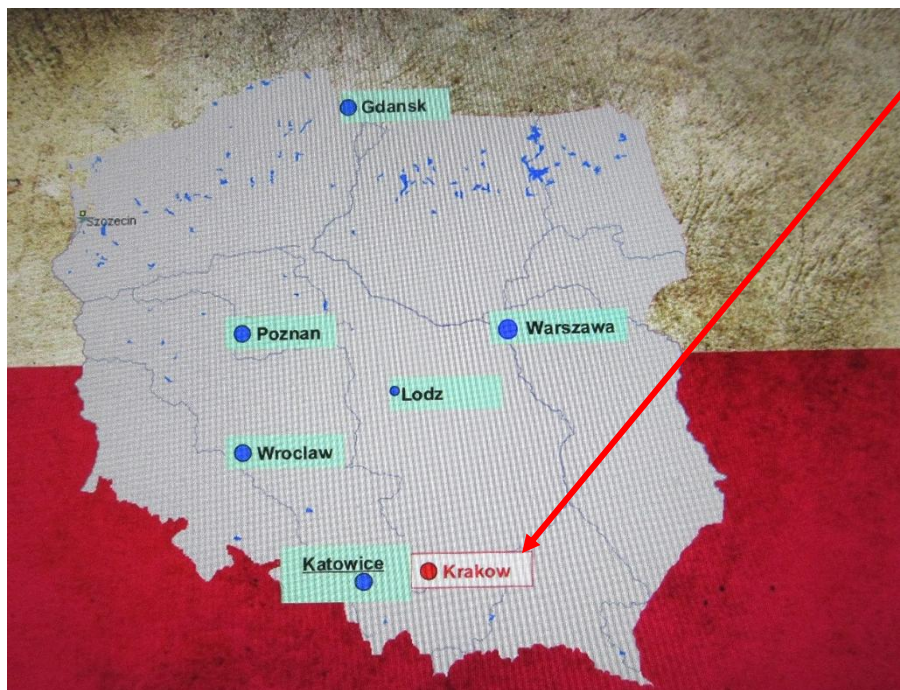 Gdansk
Szczecin
Poznan
Warszawa
Lodz
Wroclaw
Katowice
Krakow